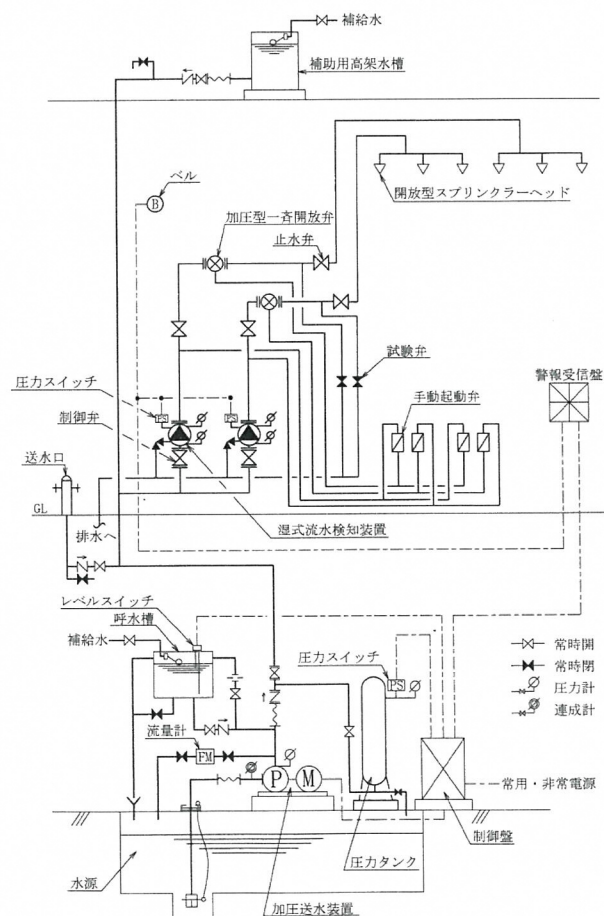 補給水
補助用高架水槽
ベル
B
開放型スプリンクラーヘッド
加圧型一斉開放弁
止水弁
試験弁
警報受信盤
圧力スイッチ
PS
PS
手動起動弁
制御弁
送水口
GL
排水へ
湿式流水検知装置
レベルスイッチ
呼水槽
補給水
圧力スイッチ
PS
常時開
常時閉
圧力計
連成計
流量計
FM
P
M
常用・非常電源
制御盤
圧力タンク
水源
加圧送水装置